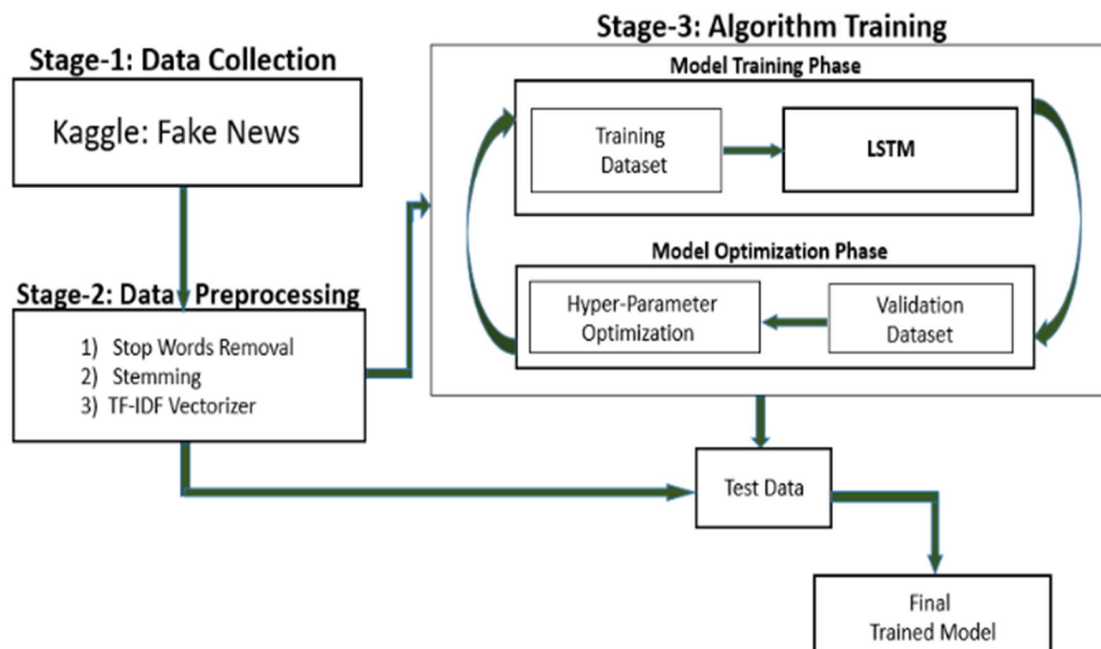 Stage-1: Data Collection
Kaggle: Fake News
Stage-2: Data Preprocessing
1) Stop Words Removal
2) Stemming
3) TF-IDF Vectorizer
Stage-3: Algorithm Training
Model Training Phase
Training
Dataset
LSTM
Model Optimization Phase
Hyper-Parameter
Optimization
Validation
Dataset
Test Data
Final
Trained Model